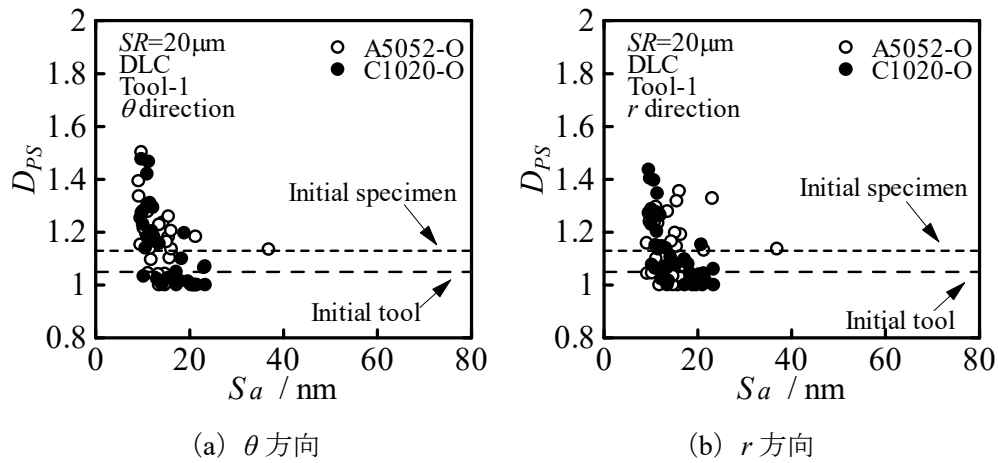 2
1.8
1.6
1.4
1.2
1
0.8
D_PS
SR=20μm
DLC
Tool-1
θ direction
A5052-O
C1020-O
Initial specimen
Initial tool
0 20 40 60 80
Sa / nm
(a) θ 方向
2
1.8
1.6
1.4
1.2
1
0.8
D_PS
SR=20μm
DLC
Tool-1
r direction
A5052-O
C1020-O
Initial specimen
Initial tool
0 20 40 60 80
Sa / nm
(b) r 方向